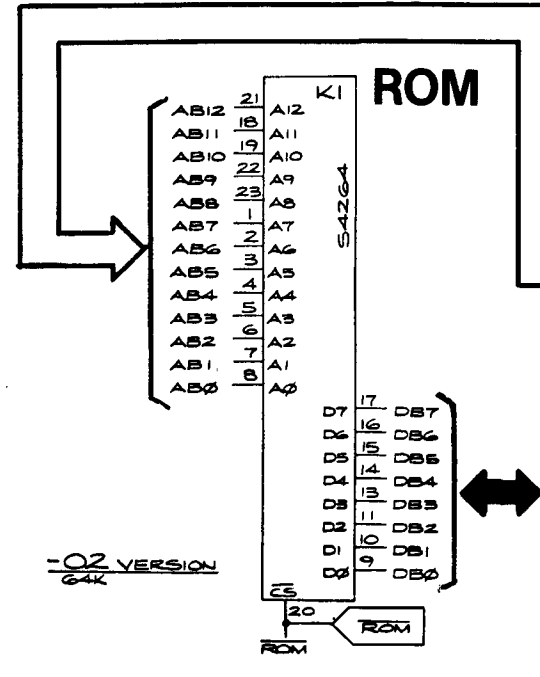 K1 ROM
AB12 21 A12
AB11 18 A11
AB10 19 A10
AB9 22 A9
AB8 23 A8
AB7 1 A7
AB6 2 A6
AB5 3 A5
AB4 4 A4
AB3 5 A3
AB2 6 A2
AB1 7 A1
ABØ 8 AØ
S4264
D7 17 DB7
D6 16 DB6
D5 15 DB5
D4 14 DB4
D3 13 DB3
D2 11 DB2
D1 10 DB1
DØ 9 DBØ
-02 VERSION
64K
CS
20
ROM
ROM